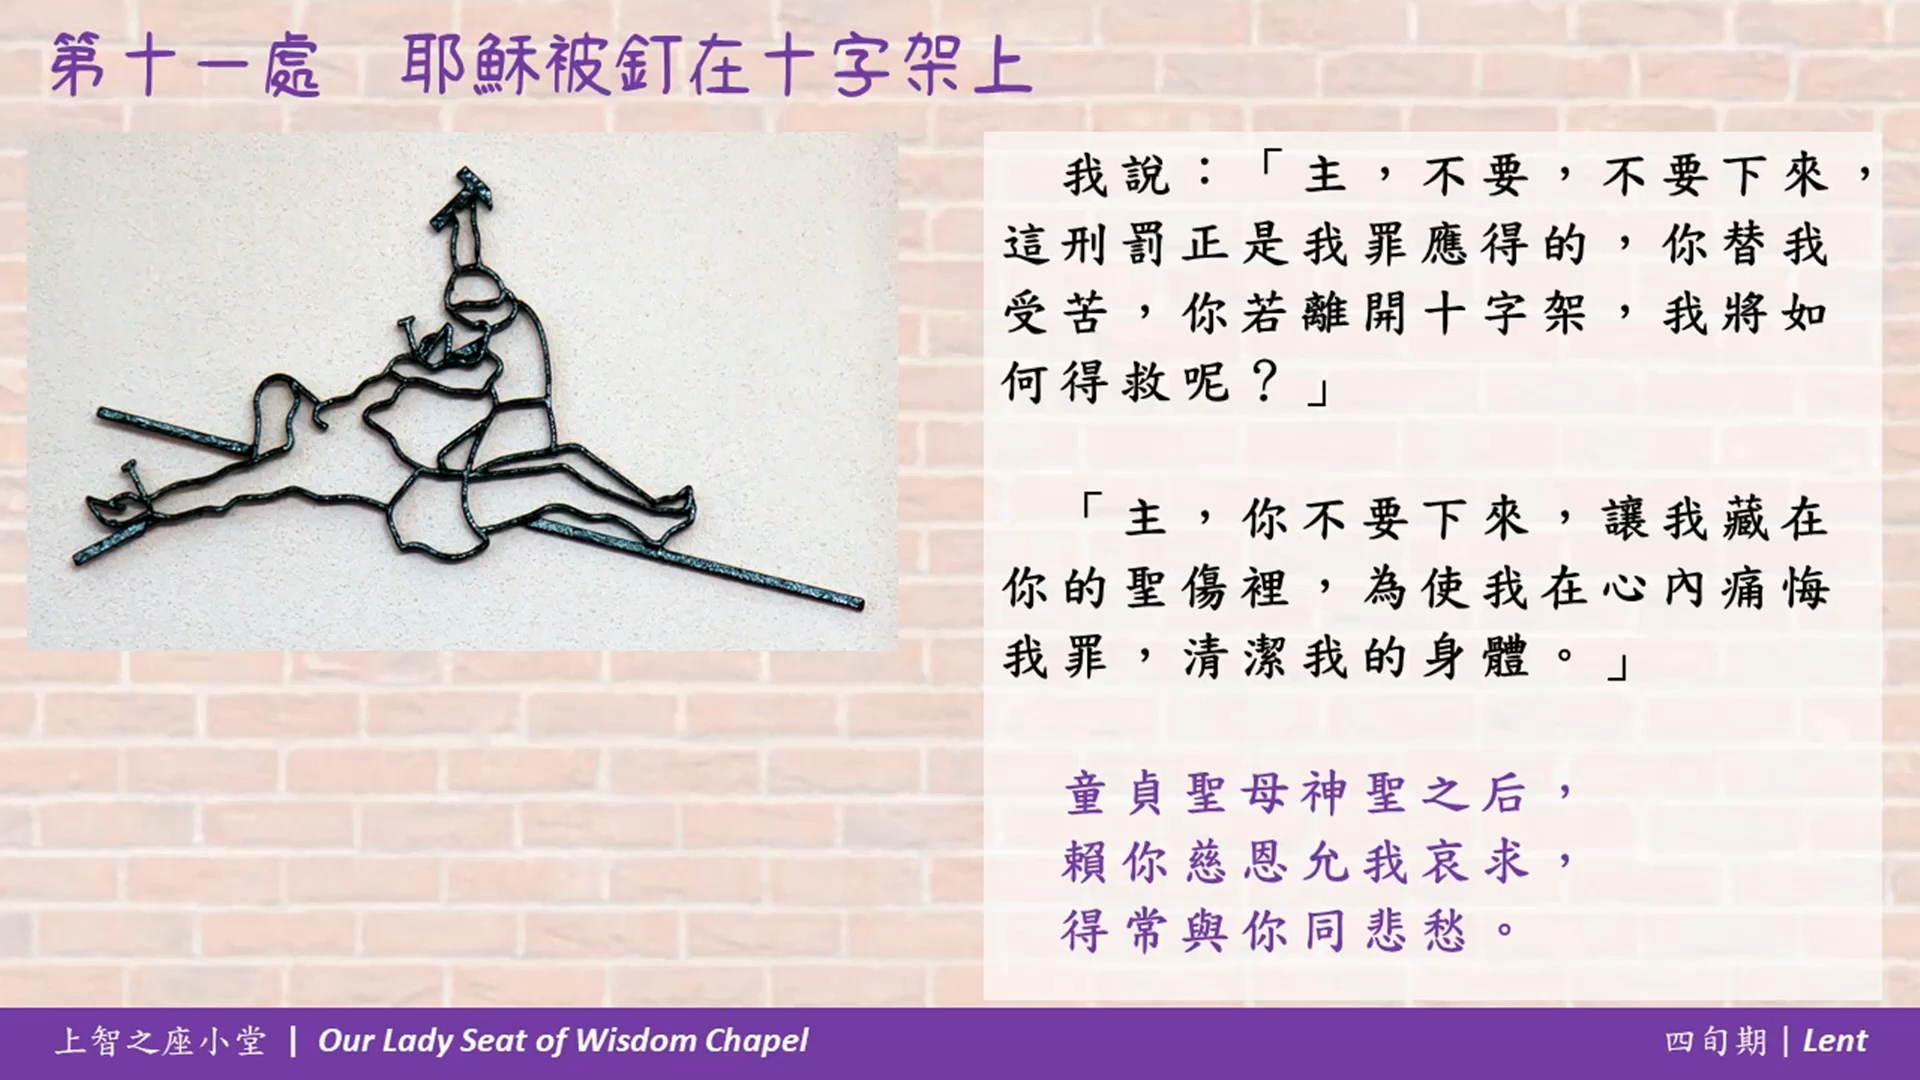 第十一處　耶穌被釘在十字架上
我說：「主，不要，不要下來，
這刑罰正是我罪應得的，你替我
受苦，你若離開十字架，我將如
何得救呢？」
「主，你不要下來，讓我藏在
你的聖傷裡，為使我在心內痛悔
我罪，清潔我的身體。」
童貞聖母神聖之后，
賴你慈恩允我哀求，
得常與你同悲愁。
上智之座小堂 | Our Lady Seat of Wisdom Chapel
四旬期 | Lent